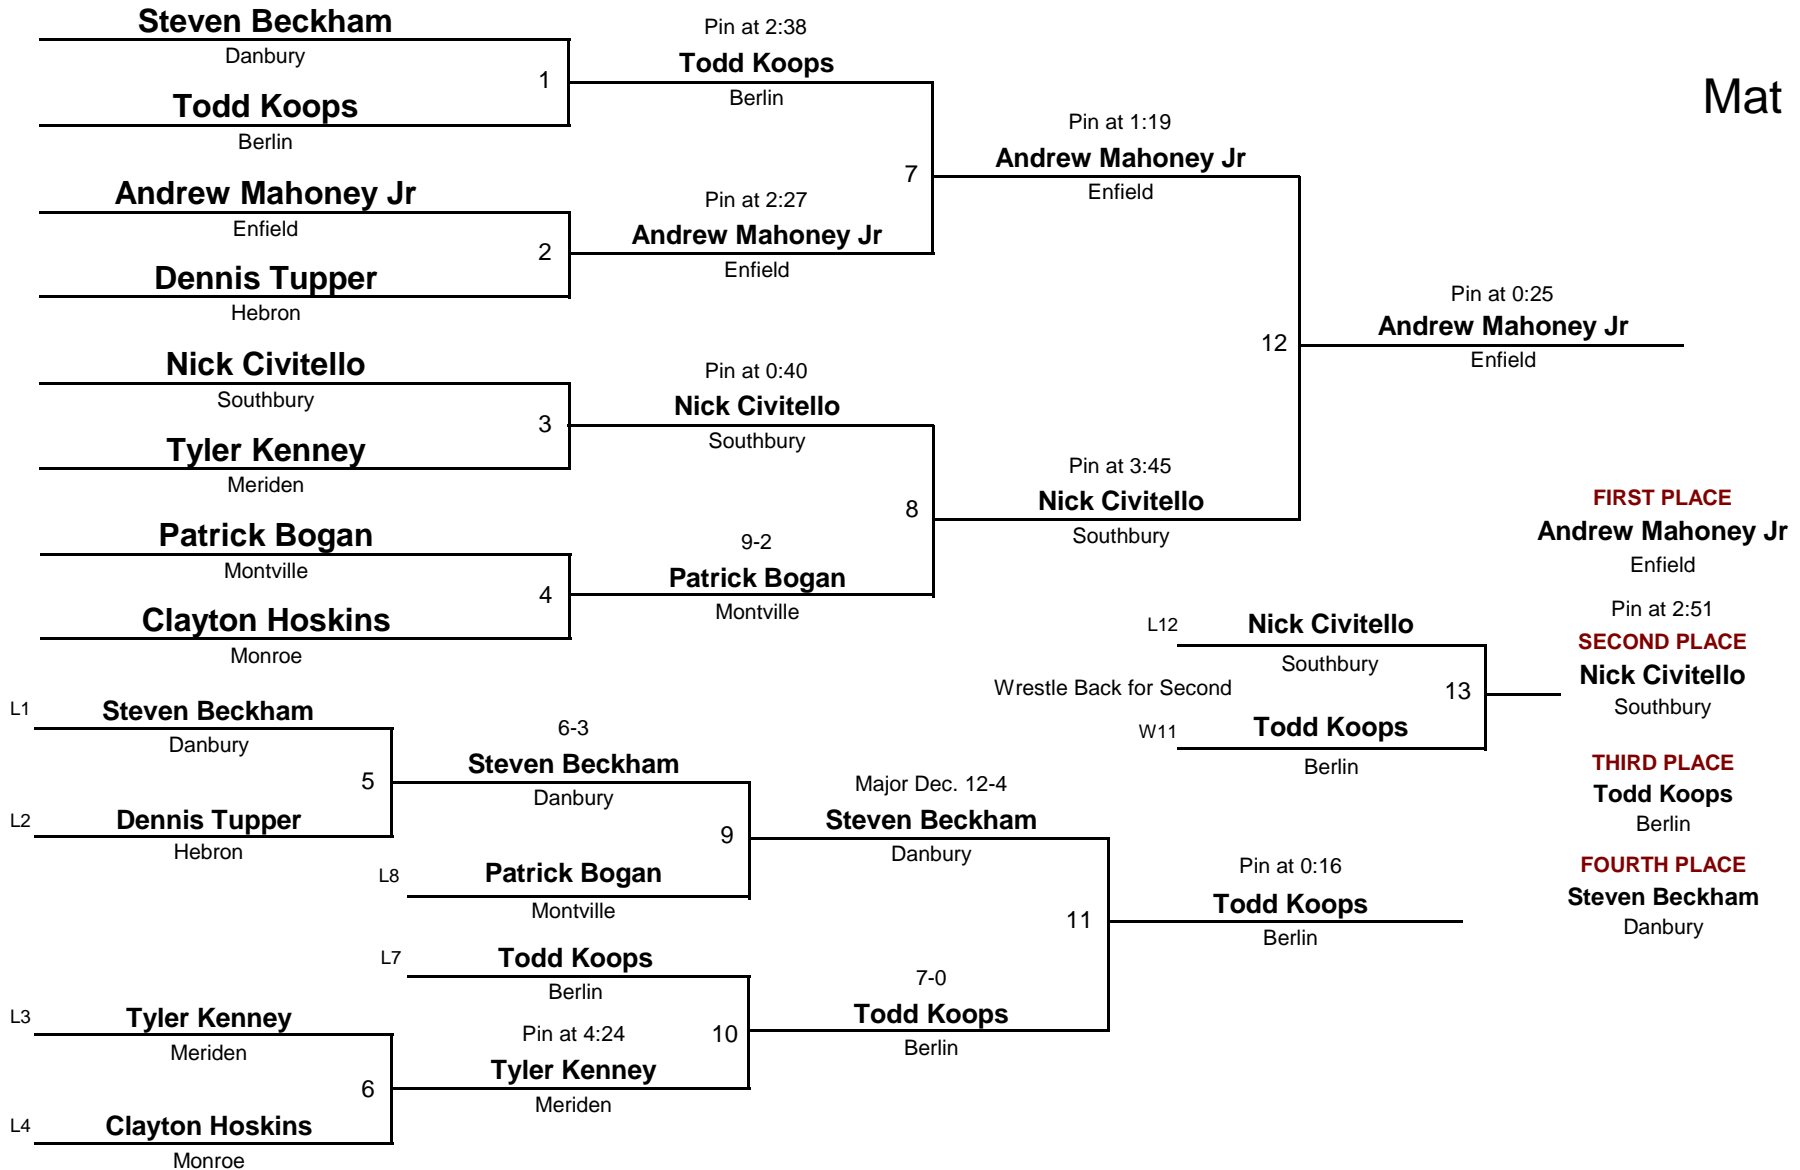 Steven Beckham
Danbury
1
Todd Koops
Berlin
Pin at 2:38
Todd Koops
Berlin
Mat
Andrew Mahoney Jr
Enfield
2
Dennis Tupper
Hebron
Pin at 2:27
Andrew Mahoney Jr
Enfield
7
Pin at 1:19
Andrew Mahoney Jr
Enfield
Nick Civitello
Southbury
3
Tyler Kenney
Meriden
Pin at 0:40
Nick Civitello
Southbury
Patrick Bogan
Montville
4
Clayton Hoskins
Monroe
9-2
Patrick Bogan
Montville
8
Pin at 3:45
Nick Civitello
Southbury
12
Pin at 0:25
Andrew Mahoney Jr
Enfield
L1
Steven Beckham
Danbury
5
L2
Dennis Tupper
Hebron
6-3
Steven Beckham
Danbury
9
L8
Patrick Bogan
Montville
Major Dec. 12-4
Steven Beckham
Danbury
L3
Tyler Kenney
Meriden
6
L4
Clayton Hoskins
Monroe
L7
Todd Koops
Berlin
10
Pin at 4:24
Tyler Kenney
Meriden
7-0
Todd Koops
Berlin
11
Pin at 0:16
Todd Koops
Berlin
L12
Nick Civitello
Southbury
Wrestle Back for Second
13
W11
Todd Koops
Berlin
FIRST PLACE
Andrew Mahoney Jr
Enfield
Pin at 2:51
SECOND PLACE
Nick Civitello
Southbury
THIRD PLACE
Todd Koops
Berlin
FOURTH PLACE
Steven Beckham
Danbury